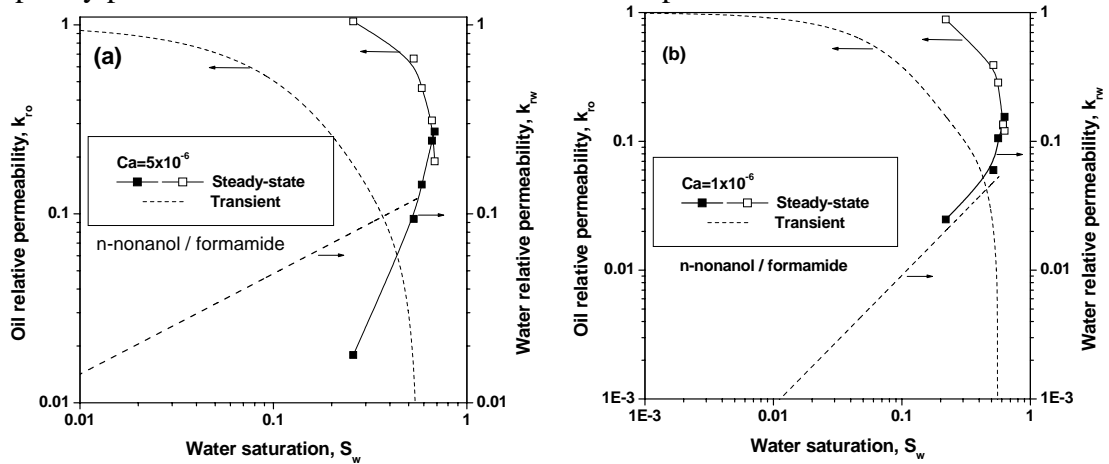 (a)
Oil relative permeability, k_ro
1
0.1
0.01
0.01
0.1
1
Water saturation, S_w
1
0.1
0.01
Water relative permeability, k_rw
Ca=5x10^-6
Steady-state
Transient
n-nonanol / formamide
(b)
Oil relative permeability, k_ro
1
0.1
0.01
1E-3
1E-3
0.01
0.1
1
Water saturation, S_w
1
0.1
0.01
1E-3
Water relative permeability, k_rw
Ca=1x10^-6
Steady-state
Transient
n-nonanol / formamide